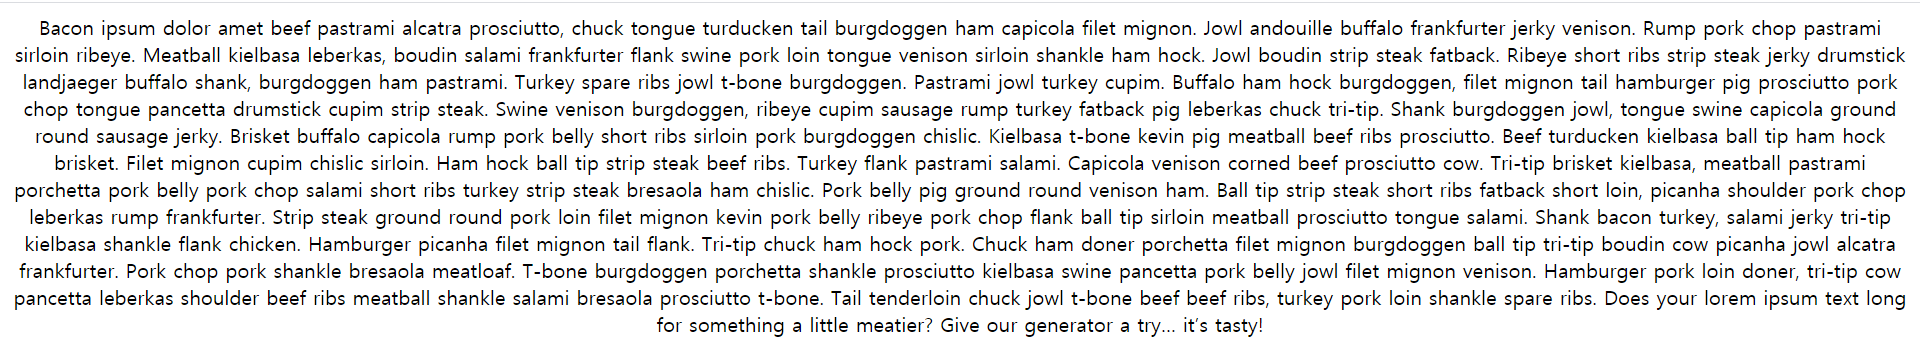 Bacon ipsum dolor amet beef pastrami alcatra prosciutto, chuck tongue turducken tail burgdoggen ham capicola filet mignon. Jowl andouille buffalo frankfurter jerky venison. Rump pork chop pastrami
sirloin ribeye. Meatball kielbasa leberkas, boudin salami frankfurter flank swine pork loin tongue venison sirloin shankle ham hock. Jowl boudin strip steak fatback. Ribeye short ribs strip steak jerky drumstick
landjaeger buffalo shank, burgdoggen ham pastrami. Turkey spare ribs jowl t-bone burgdoggen. Pastrami jowl turkey cupim. Buffalo ham hock burgdoggen, filet mignon tail hamburger pig prosciutto pork
chop tongue pancetta drumstick cupim strip steak. Swine venison burgdoggen, ribeye cupim sausage rump turkey fatback pig leberkas chuck tri-tip. Shank burgdoggen jowl, tongue swine capicola ground
round sausage jerky. Brisket buffalo capicola rump pork belly short ribs sirloin pork burgdoggen chislic. Kielbasa t-bone kevin pig meatball beef ribs prosciutto. Beef turducken kielbasa ball tip ham hock
brisket. Filet mignon cupim chislic sirloin. Ham hock ball tip strip steak beef ribs. Turkey flank pastrami salami. Capicola venison corned beef prosciutto cow. Tri-tip brisket kielbasa, meatball pastrami
porchetta pork belly pork chop salami short ribs turkey strip steak bresaola ham chislic. Pork belly pig ground round venison ham. Ball tip strip steak short ribs fatback short loin, picanha shoulder pork chop
leberkas rump frankfurter. Strip steak ground round pork loin filet mignon kevin pork belly ribeye pork chop flank ball tip sirloin meatball prosciutto tongue salami. Shank bacon turkey, salami jerky tri-tip
kielbasa shankle flank chicken. Hamburger picanha filet mignon tail flank. Tri-tip chuck ham hock pork. Chuck ham doner porchetta filet mignon burgdoggen ball tip tri-tip boudin cow picanha jowl alcatra
frankfurter. Pork chop pork shankle bresaola meatloaf. T-bone burgdoggen porchetta shankle prosciutto kielbasa swine pancetta pork belly jowl filet mignon venison. Hamburger pork loin doner, tri-tip cow
pancetta leberkas shoulder beef ribs meatball shankle salami bresaola prosciutto t-bone. Tail tenderloin chuck jowl t-bone beef beef ribs, turkey pork loin shankle spare ribs. Does your lorem ipsum text long
for something a little meatier? Give our generator a try… it’s tasty!